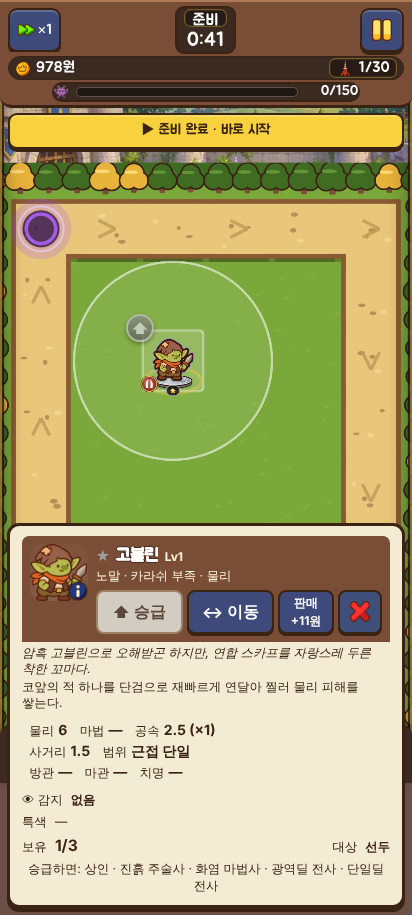 ×1
준비
0:41
978원
1/30
0/150
▶ 준비 완료 · 바로 시작
★ 고블린 Lv1
노말 · 카라쉬 부족 · 물리
승급
↔ 이동
판매
+11원
암흑 고블린으로 오해받곤 하지만, 연합 스카프를 자랑스레 두른
착한 꼬마다.
코앞의 적 하나를 단검으로 재빠르게 연달아 찔러 물리 피해를
쌓는다.
물리 6 마법 — 공속 2.5 (×1)
사거리 1.5 범위 근접 단일
방관 — 마관 — 치명 —
감지 없음
특색 —
보유 1/3 대상 선두
승급하면: 상인 · 진흙 주술사 · 화염 마법사 · 광역딜 전사 · 단일딜
전사